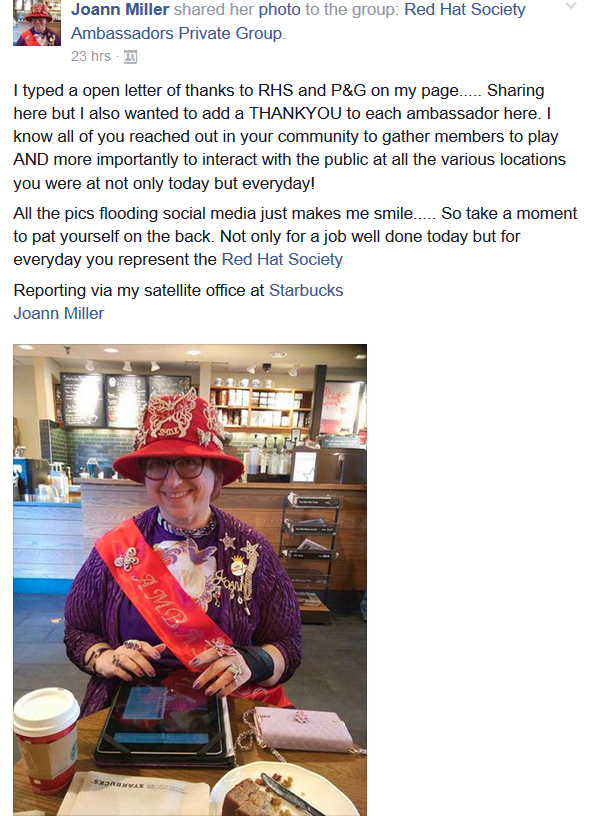 Joann Miller shared her photo to the group: Red Hat Society
Ambassadors Private Group.
23 hrs ·
I typed a open letter of thanks to RHS and P&G on my page..... Sharing
here but I also wanted to add a THANKYOU to each ambassador here. I
know all of you reached out in your community to gather members to play
AND more importantly to interact with the public at all the various locations
you were at not only today but everyday!
All the pics flooding social media just makes me smile..... So take a moment
to pat yourself on the back. Not only for a job well done today but for
everyday you represent the Red Hat Society
Reporting via my satellite office at Starbucks
Joann Miller
AMBA
Joann
STARBUCKS